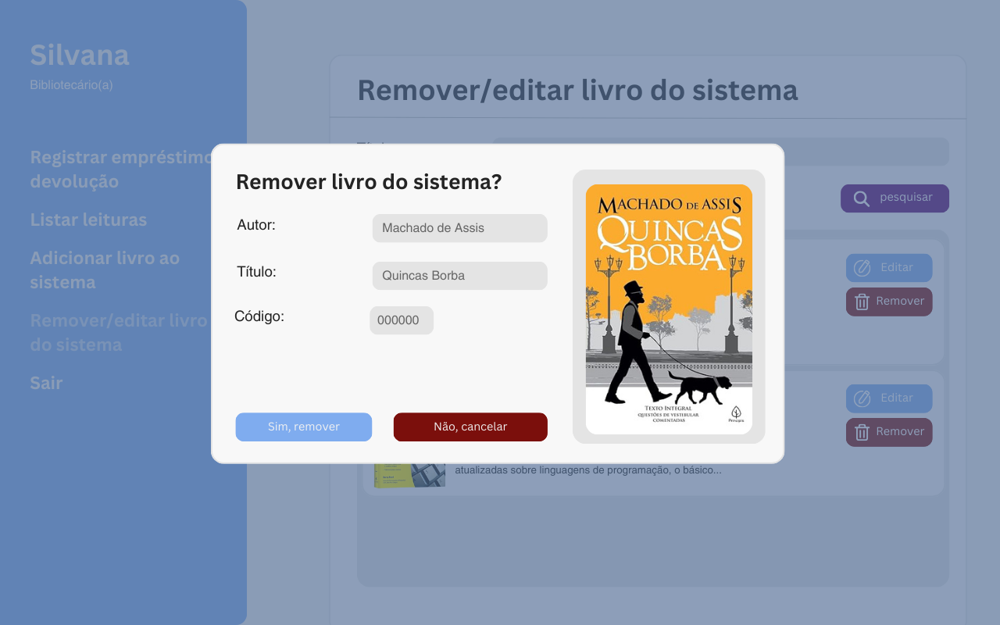 Silvana
Bibliotecário(a)
Registrar empréstimo
devolução
Listar leituras
Adicionar livro ao
sistema
Remover/editar livro
do sistema
Sair
Remover/editar livro do sistema
pesquisar
Editar
Remover
Editar
Remover
atualizadas sobre linguagens de programação, o básico...
Remover livro do sistema?
Autor:
Machado de Assis
Título:
Quincas Borba
Código:
000000
Sim, remover
Não, cancelar
MACHADO DE ASSIS
QUINCAS
BORBA
TEXTO INTEGRAL
QUESTÕES DE VESTIBULAR
COMENTADAS
Principis